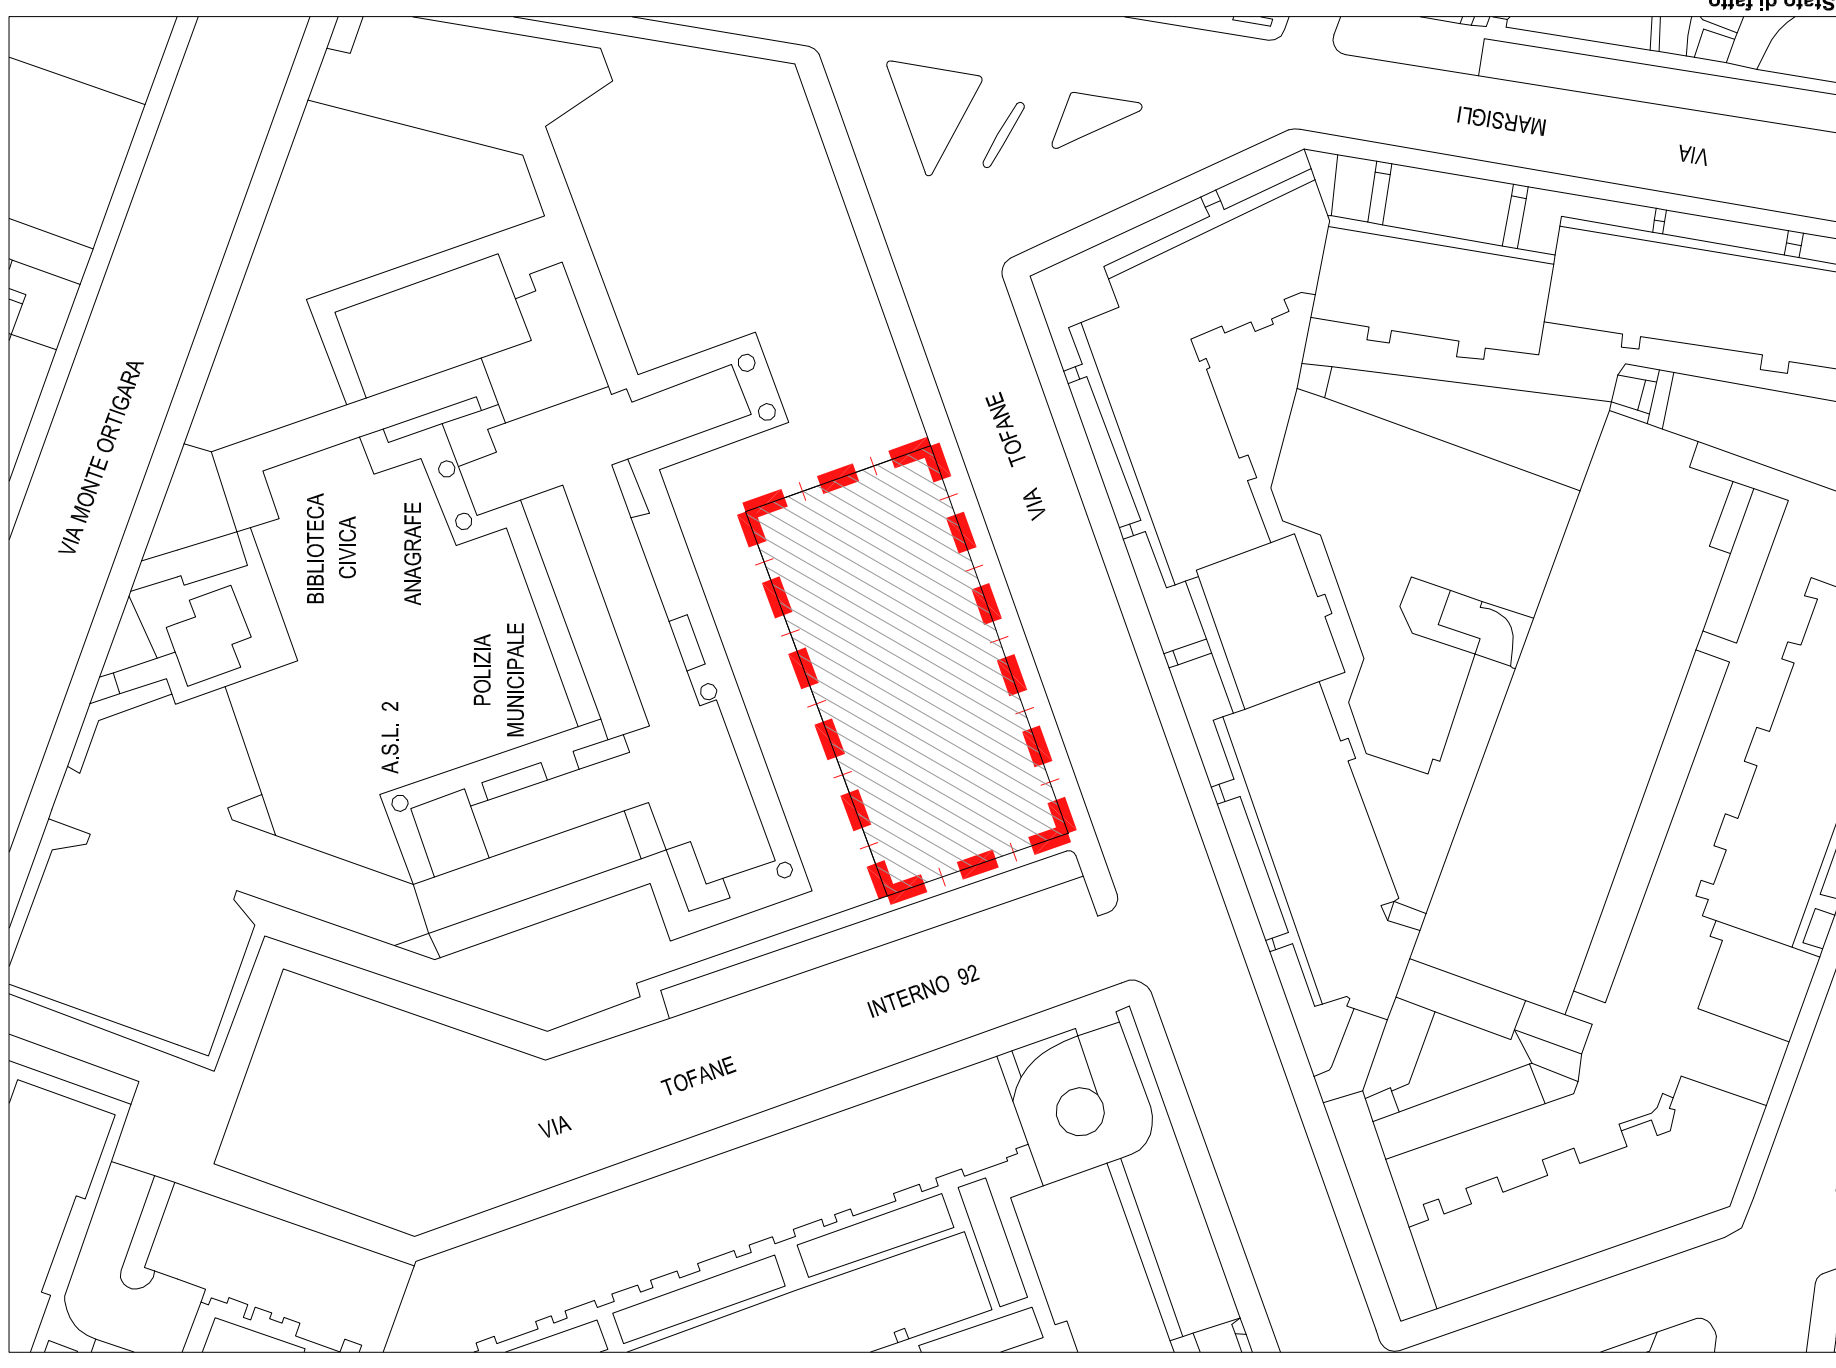 Stato di fatto
VIA MARSIGLI
VIA MONTE ORTIGARA
VIA TOFANE
BIBLIOTECA
CIVICA
ANAGRAFE
POLIZIA
MUNICIPALE
A.S.L. 2
INTERNO 92
VIA TOFANE